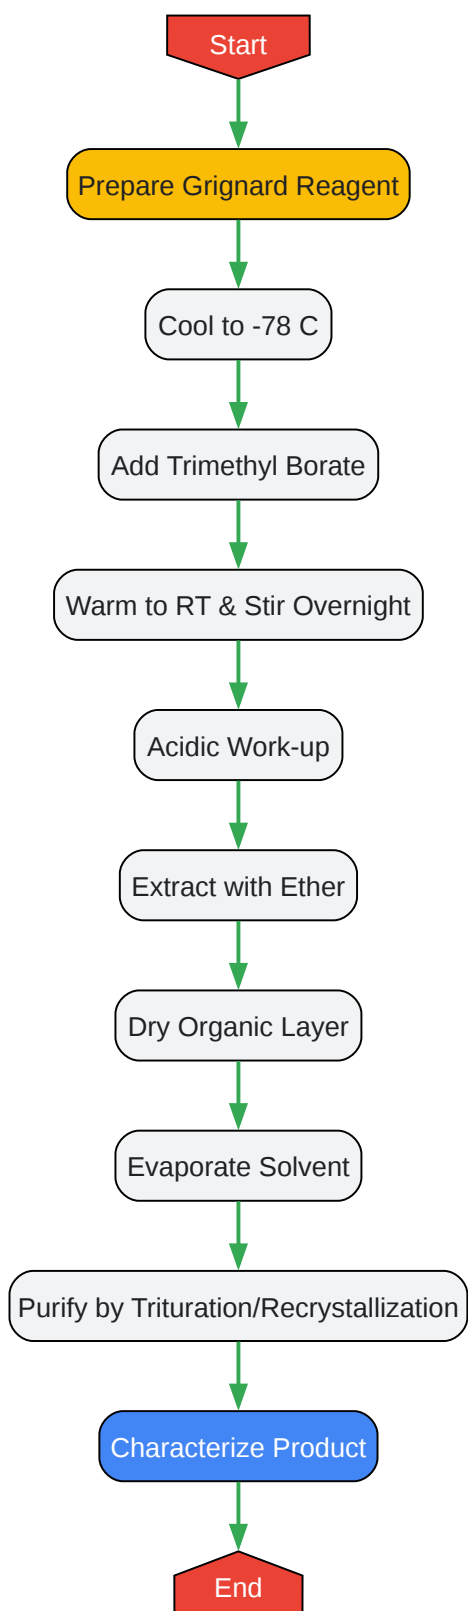 Start
Prepare Grignard Reagent
Cool to -78 C
Add Trimethyl Borate
Warm to RT & Stir Overnight
Acidic Work-up
Extract with Ether
Dry Organic Layer
Evaporate Solvent
Purify by Trituration/Recrystallization
Characterize Product
End